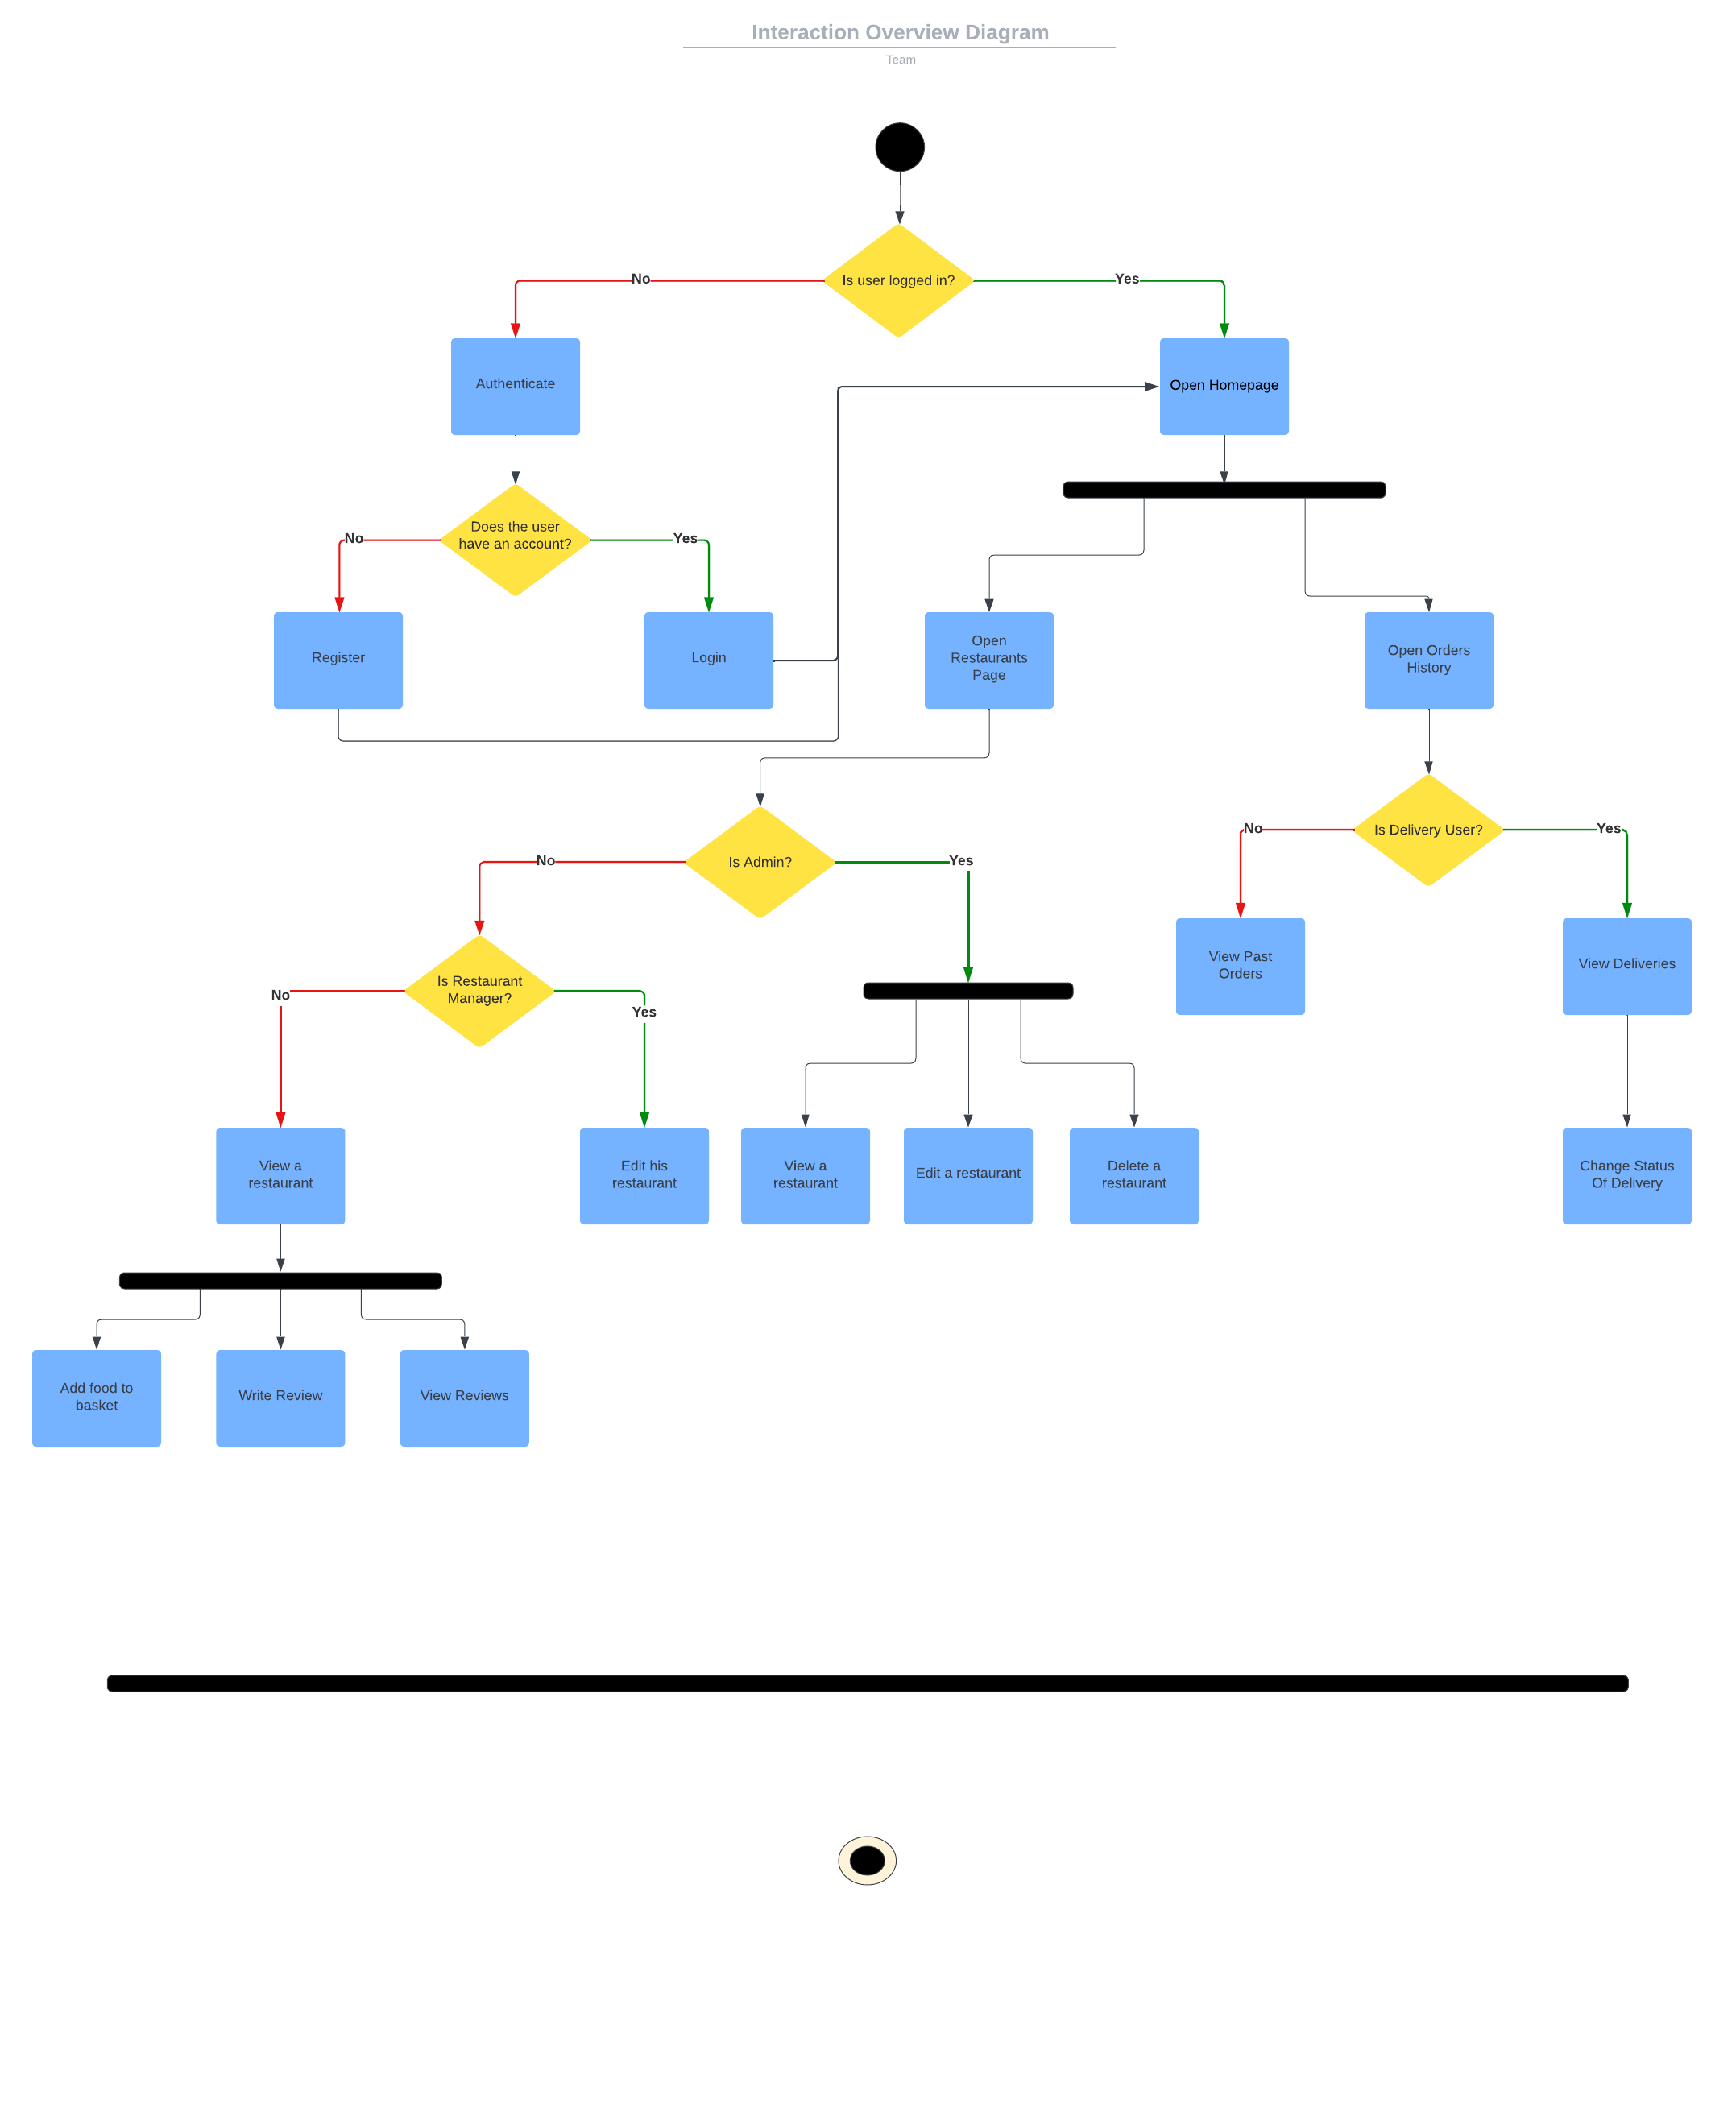 Interaction Overview Diagram
Team
Is user logged in?
No
Yes
Authenticate
Open Homepage
Does the user
have an account?
No
Yes
Register
Login
Open
Restaurants
Page
Open Orders
History
Is Delivery User?
No
Yes
Is Admin?
No
Yes
View Past
Orders
View Deliveries
Is Restaurant
Manager?
No
Yes
View a
restaurant
Edit his
restaurant
View a
restaurant
Edit a restaurant
Delete a
restaurant
Change Status
Of Delivery
Add food to
basket
Write Review
View Reviews